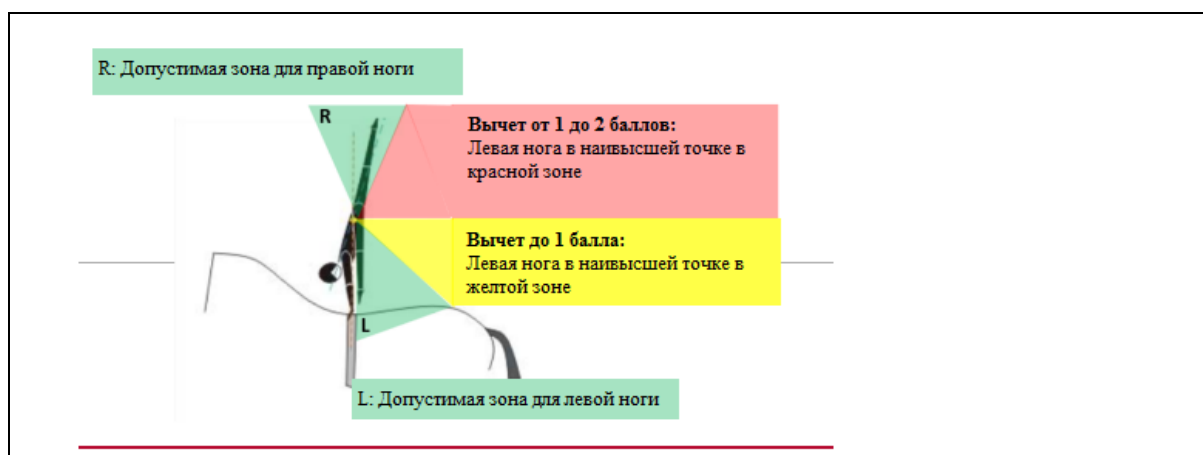 R: Допустимая зона для правой ноги
R
Вычет от 1 до 2 баллов:
Левая нога в наивысшей точке в
красной зоне
Вычет до 1 балла:
Левая нога в наивысшей точке в
желтой зоне
L
L: Допустимая зона для левой ноги